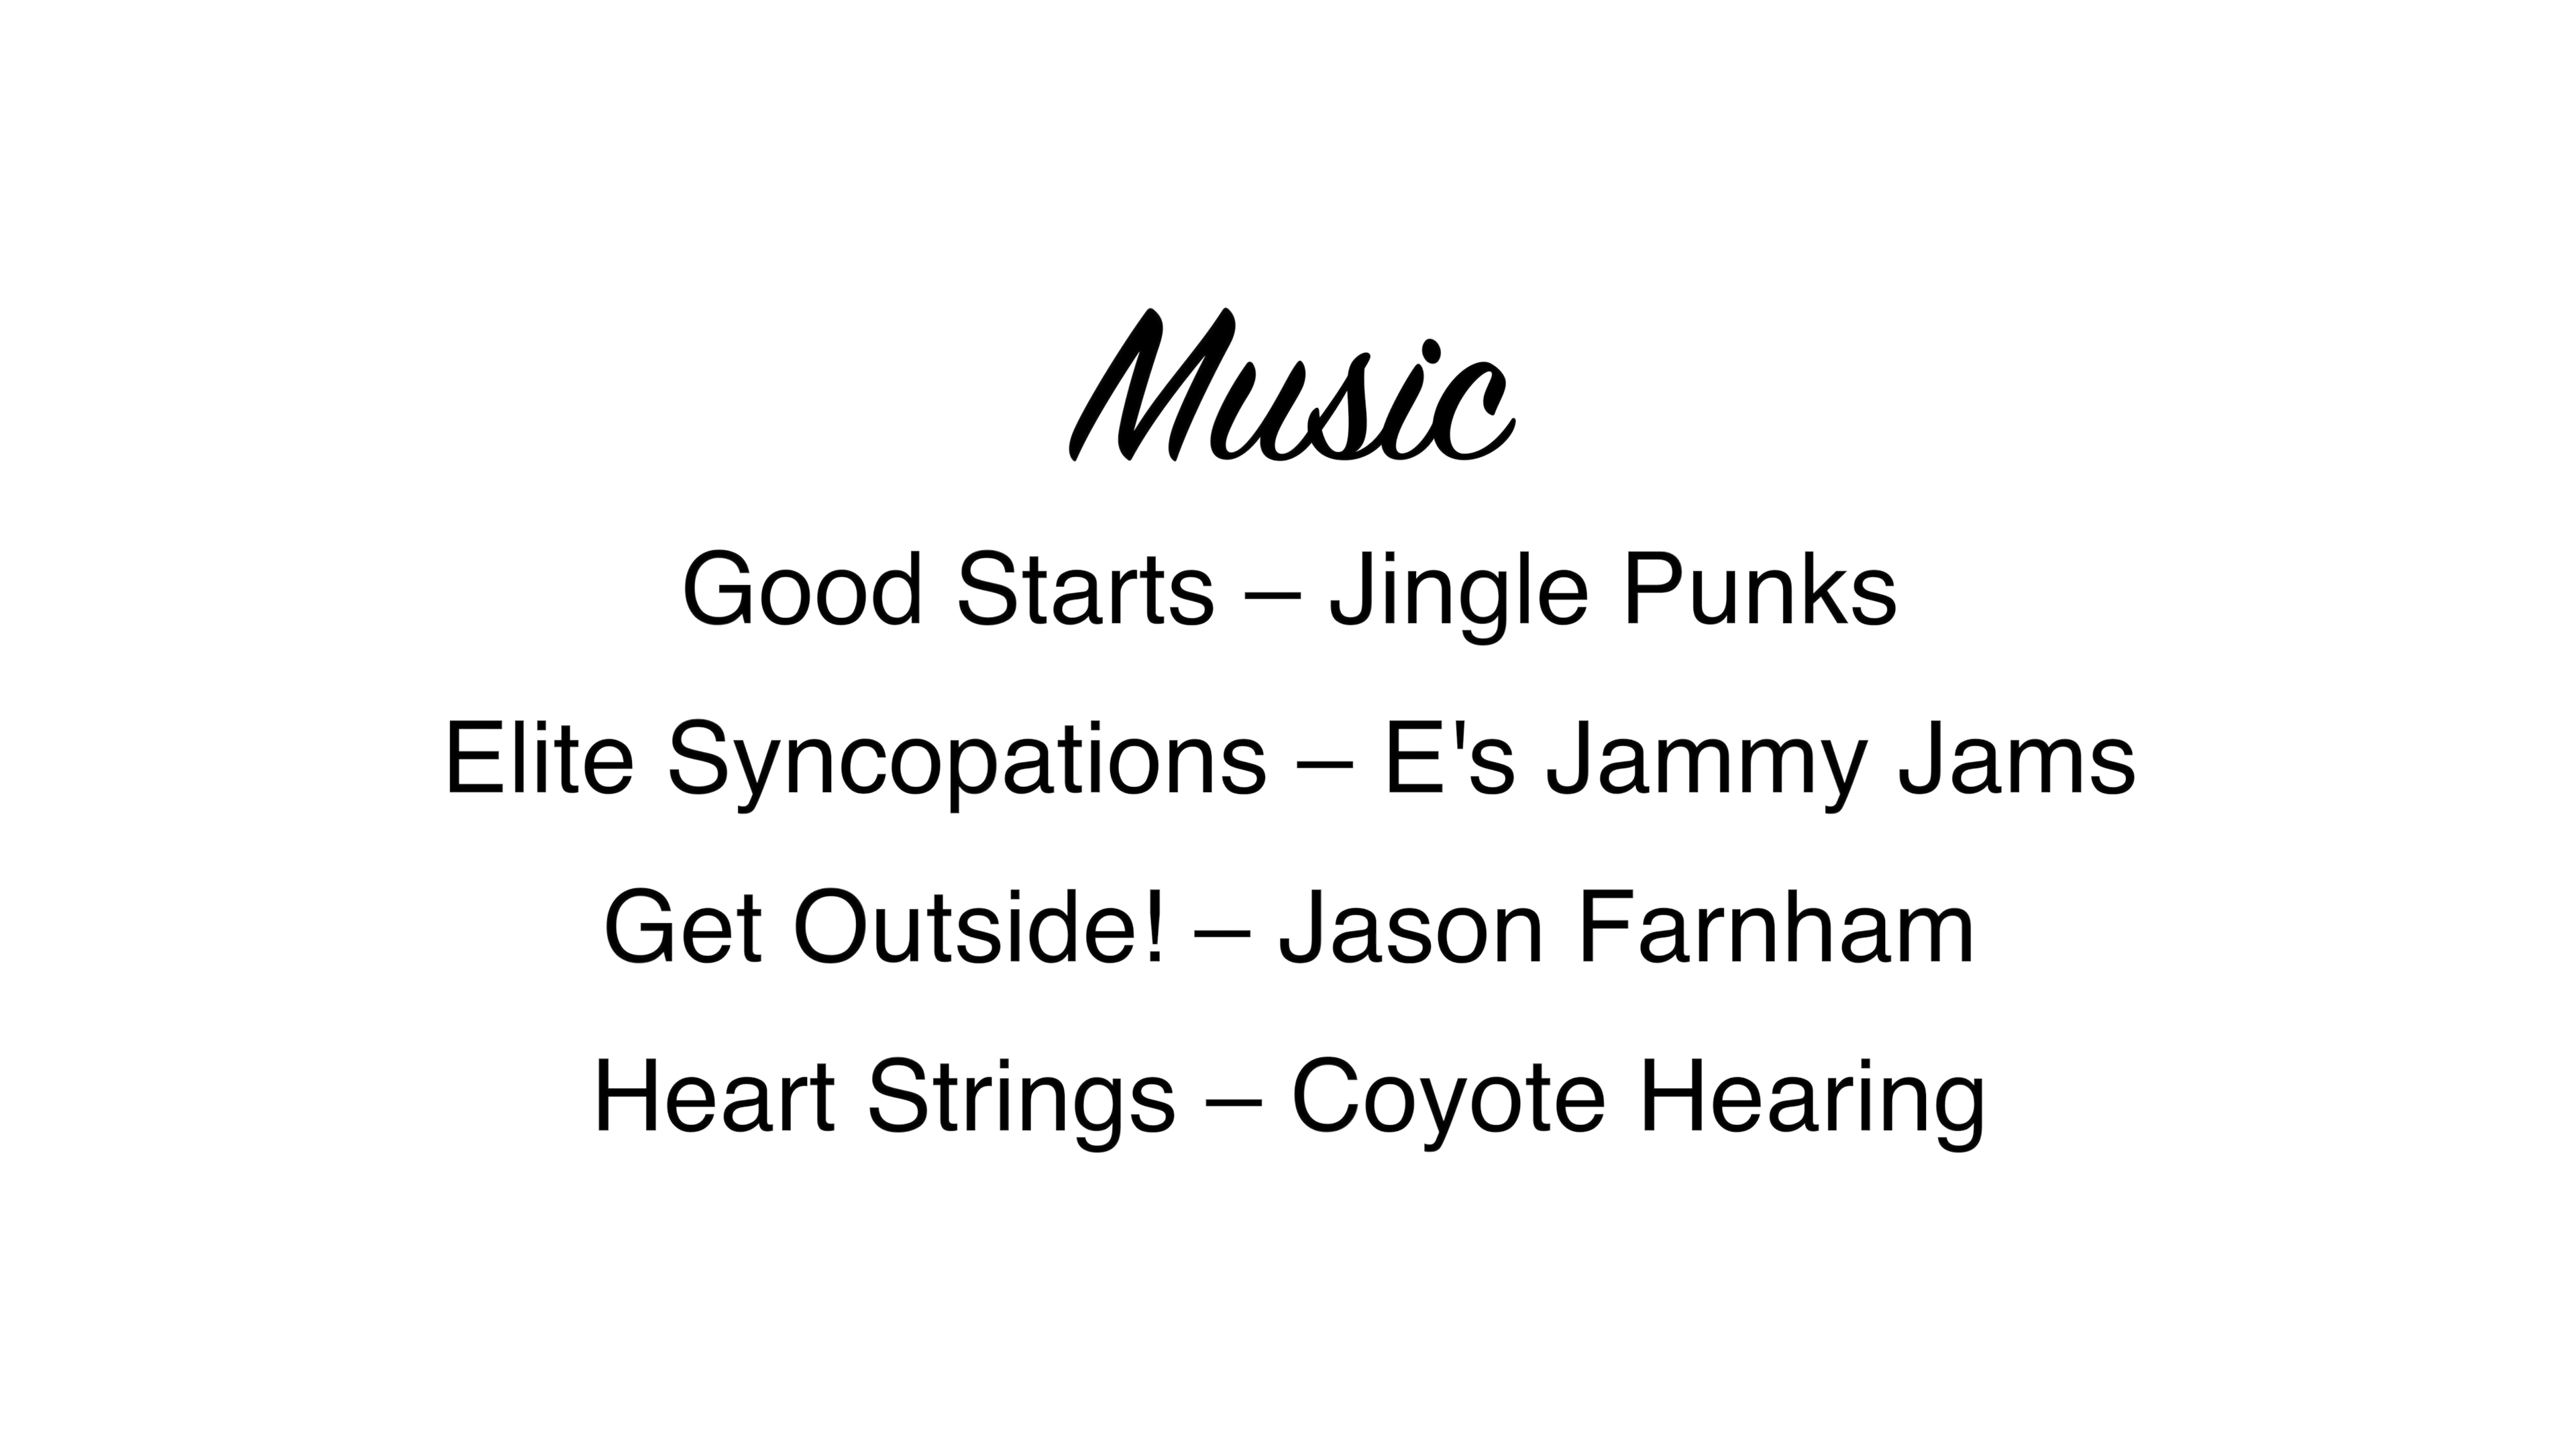 Music
Good Starts – Jingle Punks
Elite Syncopations – E's Jammy Jams
Get Outside! – Jason Farnham
Heart Strings – Coyote Hearing